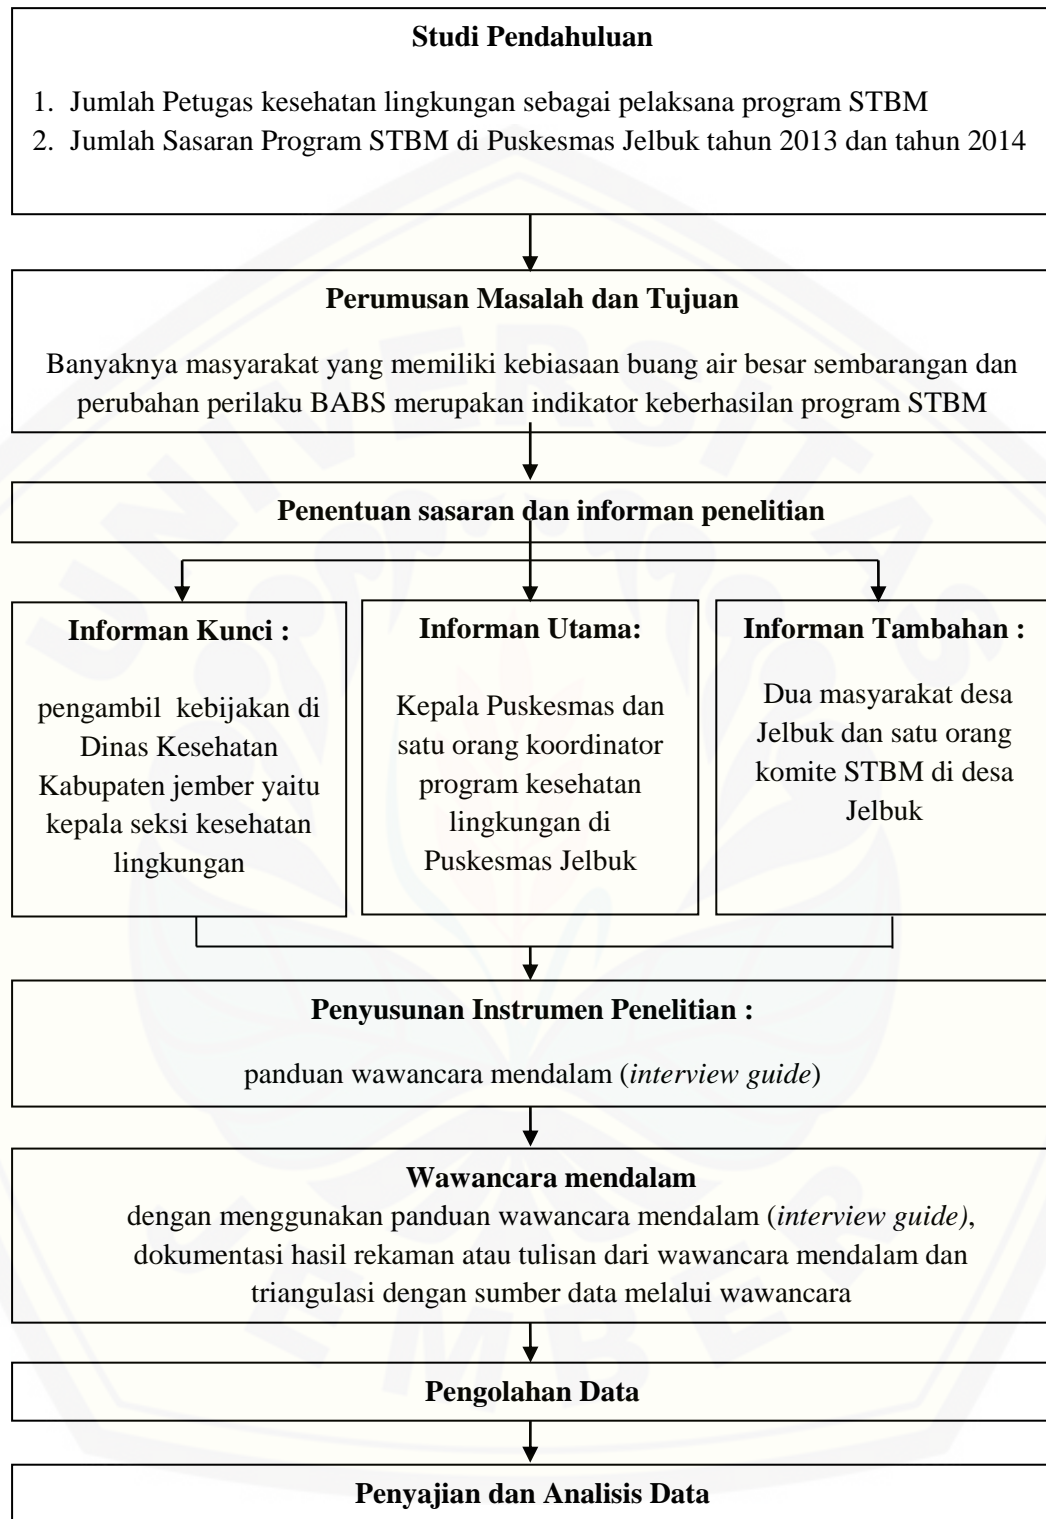 Studi Pendahuluan
1. Jumlah Petugas kesehatan lingkungan sebagai pelaksana program STBM
2. Jumlah Sasaran Program STBM di Puskesmas Jelbuk tahun 2013 dan tahun 2014
Perumusan Masalah dan Tujuan
Banyaknya masyarakat yang memiliki kebiasaan buang air besar sembarangan dan
perubahan perilaku BABS merupakan indikator keberhasilan program STBM
Penentuan sasaran dan informan penelitian
Informan Kunci :
pengambil kebijakan di
Dinas Kesehatan
Kabupaten jember yaitu
kepala seksi kesehatan
lingkungan
Informan Utama:
Kepala Puskesmas dan
satu orang koordinator
program kesehatan
lingkungan di
Puskesmas Jelbuk
Informan Tambahan :
Dua masyarakat desa
Jelbuk dan satu orang
komite STBM di desa
Jelbuk
Penyusunan Instrumen Penelitian :
panduan wawancara mendalam (interview guide)
Wawancara mendalam
dengan menggunakan panduan wawancara mendalam (interview guide),
dokumentasi hasil rekaman atau tulisan dari wawancara mendalam dan
triangulasi dengan sumber data melalui wawancara
Pengolahan Data
Penyajian dan Analisis Data
UNIVERSITAS
JEMBER